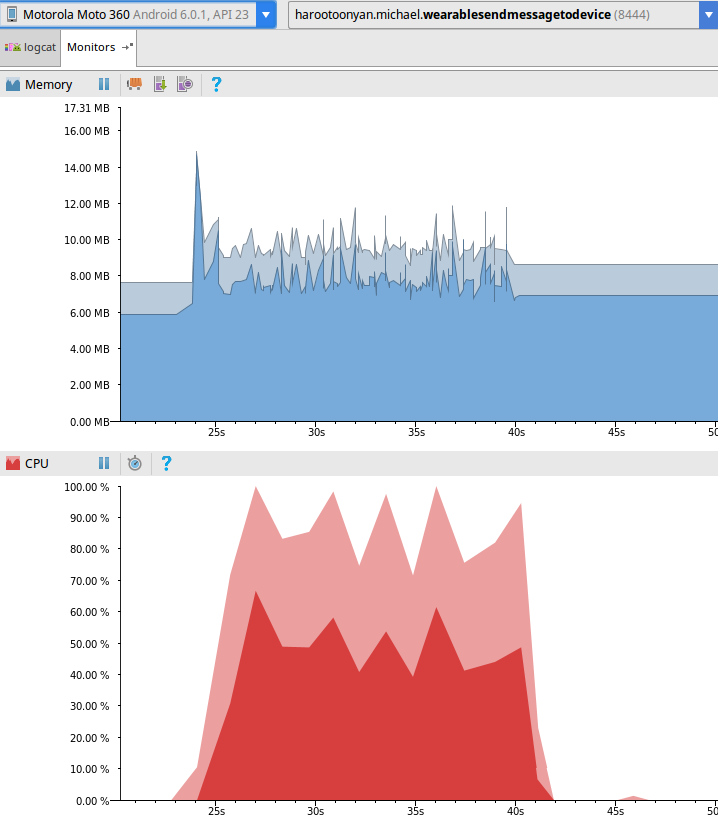 Motorola Moto 360 Android 6.0.1, API 23
harootoonyan.michael.wearablesendmessagetodevice (8444)
logcat
Monitors
Memory
?
17.31 MB
16.00 MB
14.00 MB
12.00 MB
10.00 MB
8.00 MB
6.00 MB
4.00 MB
2.00 MB
0.00 MB
25s 30s 35s 40s 45s 50
CPU
?
100.00 %
90.00 %
80.00 %
70.00 %
60.00 %
50.00 %
40.00 %
30.00 %
20.00 %
10.00 %
0.00 %
25s 30s 35s 40s 45s 50